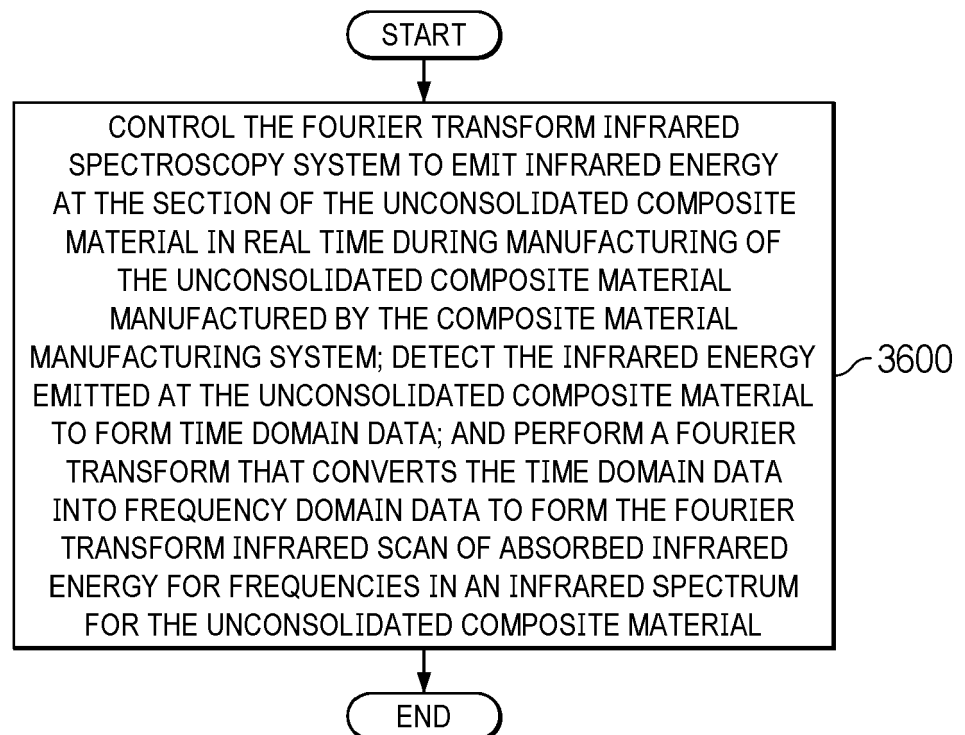 START
CONTROL THE FOURIER TRANSFORM INFRARED
SPECTROSCOPY SYSTEM TO EMIT INFRARED ENERGY
AT THE SECTION OF THE UNCONSOLIDATED COMPOSITE
MATERIAL IN REAL TIME DURING MANUFACTURING OF
THE UNCONSOLIDATED COMPOSITE MATERIAL
MANUFACTURED BY THE COMPOSITE MATERIAL
MANUFACTURING SYSTEM; DETECT THE INFRARED ENERGY
EMITTED AT THE UNCONSOLIDATED COMPOSITE MATERIAL
TO FORM TIME DOMAIN DATA; AND PERFORM A FOURIER
TRANSFORM THAT CONVERTS THE TIME DOMAIN DATA
INTO FREQUENCY DOMAIN DATA TO FORM THE FOURIER
TRANSFORM INFRARED SCAN OF ABSORBED INFRARED
ENERGY FOR FREQUENCIES IN AN INFRARED SPECTRUM
FOR THE UNCONSOLIDATED COMPOSITE MATERIAL
3600
END